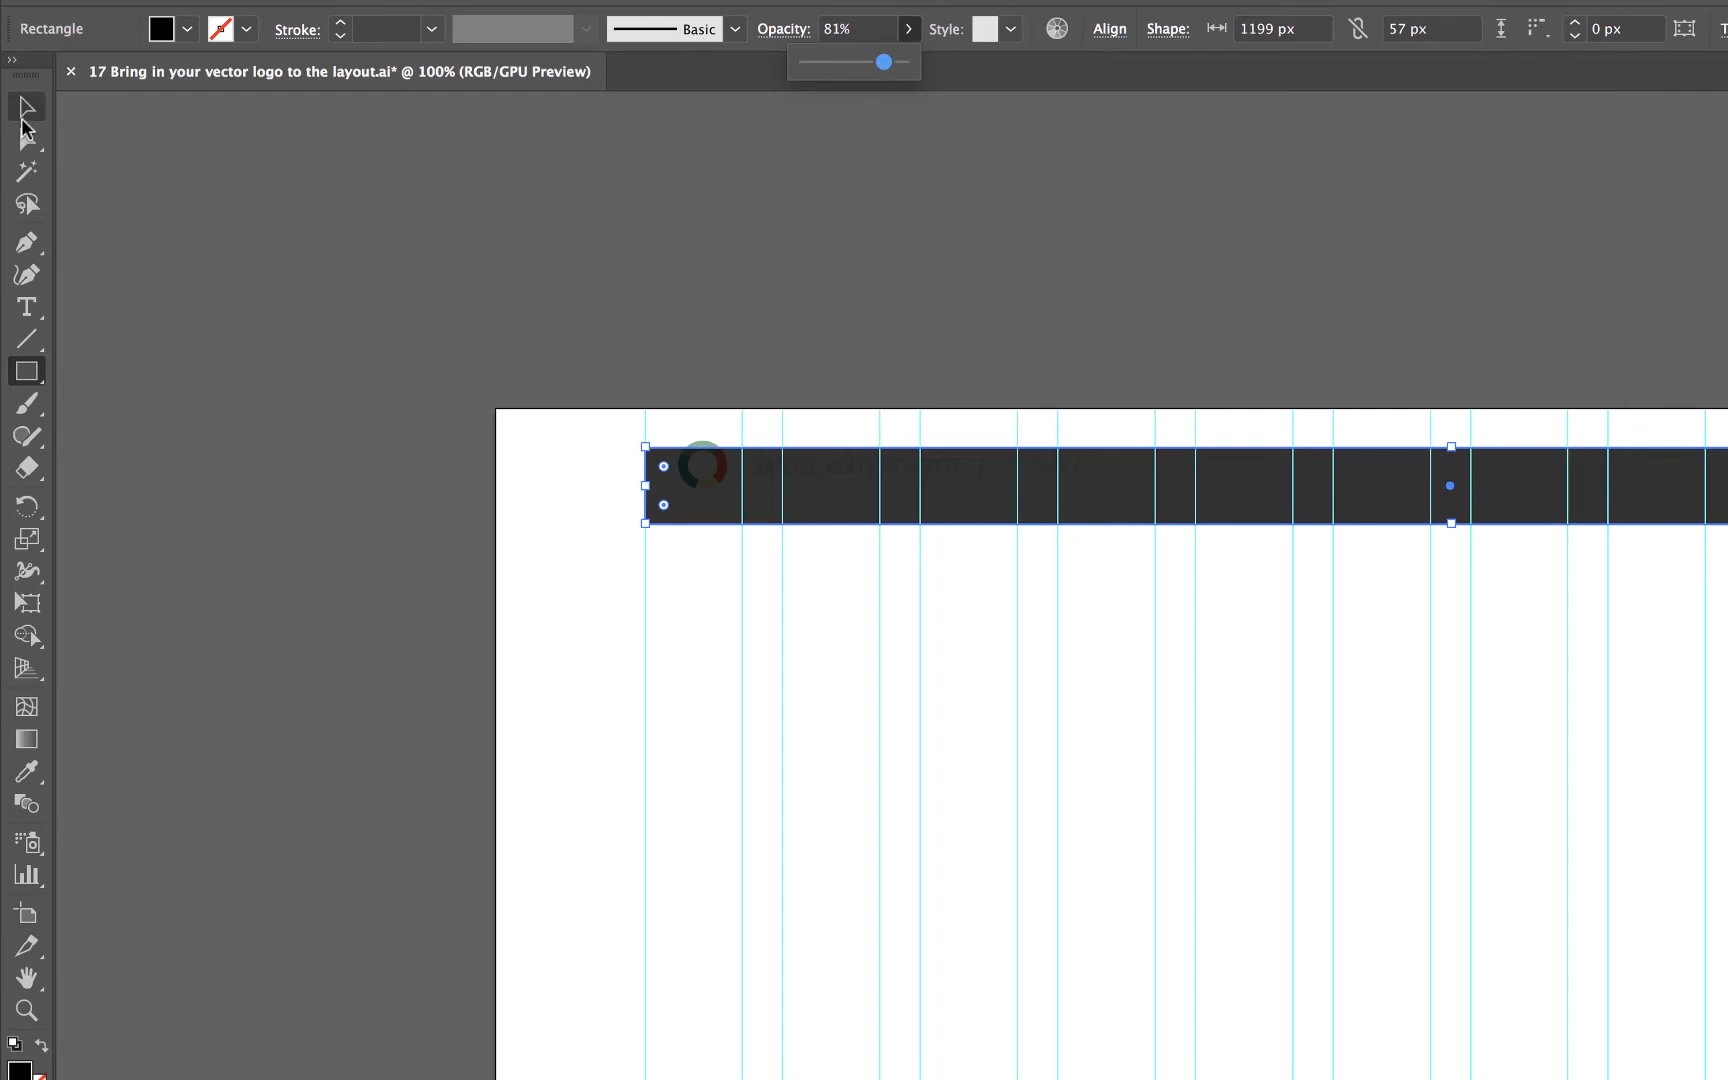 Rectangle Stroke: Basic Opacity: 81% Style: Align Shape: 1199 px 57 px 0 px
17 Bring in your vector logo to the layout.ai* @ 100% (RGB/GPU Preview)